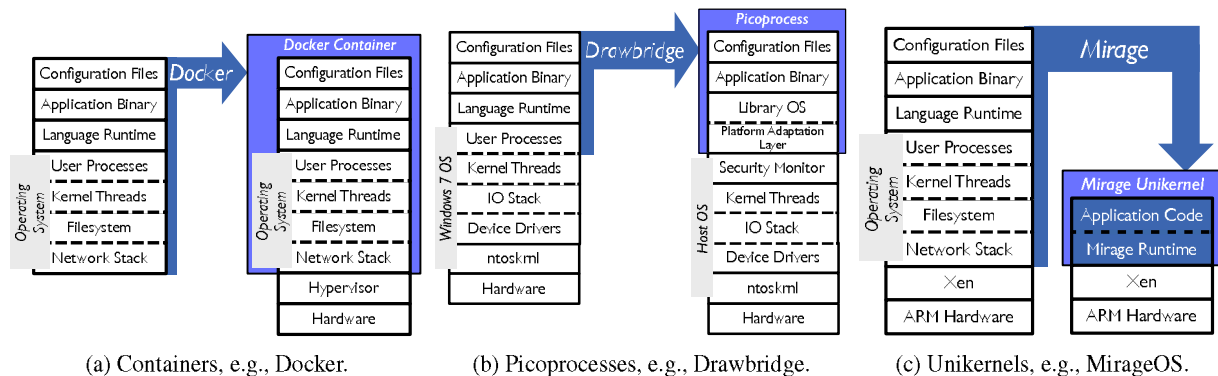 Configuration Files
Application Binary
Language Runtime
User Processes
Kernel Threads
Filesystem
Network Stack
Operating
System
Docker
Docker Container
Configuration Files
Application Binary
Language Runtime
User Processes
Kernel Threads
Filesystem
Network Stack
Hypervisor
Hardware
Operating
System
(a) Containers, e.g., Docker.
Configuration Files
Application Binary
Language Runtime
User Processes
Kernel Threads
IO Stack
Device Drivers
ntoskrnl
Hardware
Windows 7 OS
Drawbridge
Picoprocess
Configuration Files
Application Binary
Library OS
Platform Adaptation
Layer
Security Monitor
Kernel Threads
IO Stack
Device Drivers
ntoskrnl
Hardware
Host OS
(b) Picoprocesses, e.g., Drawbridge.
Configuration Files
Application Binary
Language Runtime
User Processes
Kernel Threads
Filesystem
Network Stack
Xen
ARM Hardware
Operating
System
Mirage
Mirage Unikernel
Application Code
Mirage Runtime
Xen
ARM Hardware
(c) Unikernels, e.g., MirageOS.